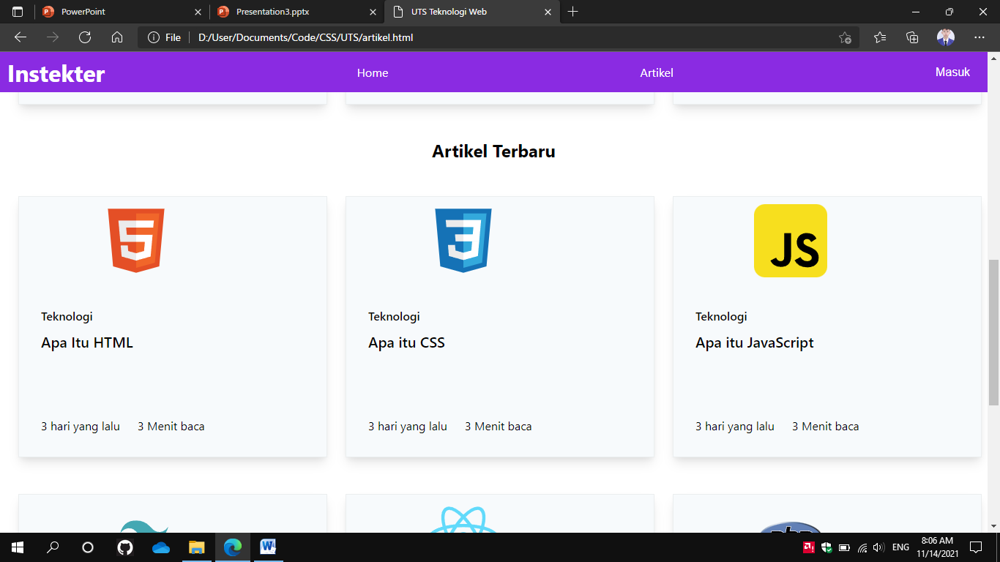 PowerPoint
Presentation3.pptx
UTS Teknologi Web
File
D:/User/Documents/Code/CSS/UTS/artikel.html
Instekter
Home
Artikel
Masuk
Artikel Terbaru
JS
Teknologi
Apa Itu HTML
3 hari yang lalu 3 Menit baca
Teknologi
Apa itu CSS
3 hari yang lalu 3 Menit baca
Teknologi
Apa itu JavaScript
3 hari yang lalu 3 Menit baca
php
ENG
8:06 AM
11/14/2021